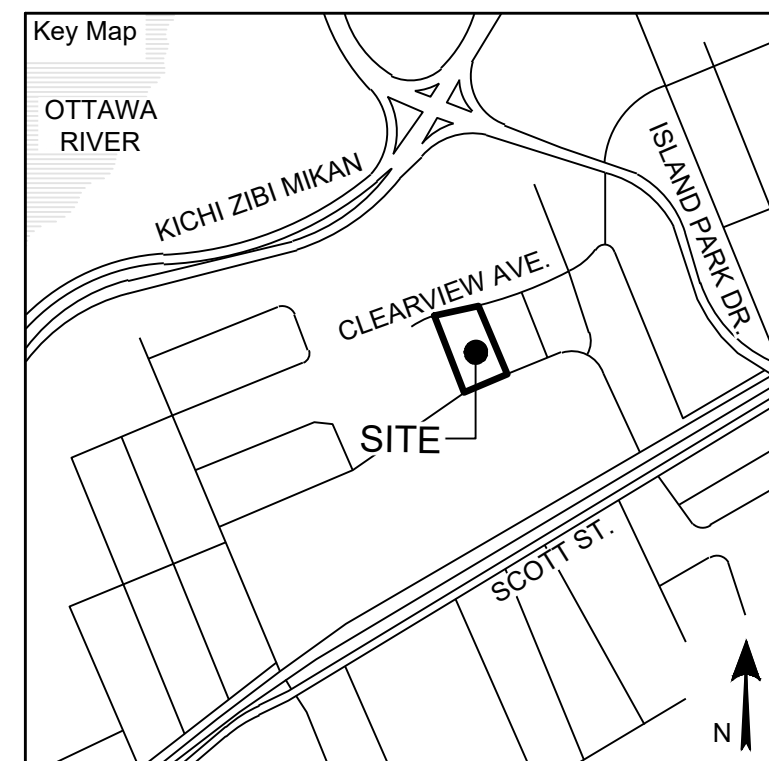 Key Map
OTTAWA
RIVER
KICHI ZIBI MIKAN
ISLAND PARK DR.
CLEARVIEW AVE.
SITE
SCOTT ST.
N